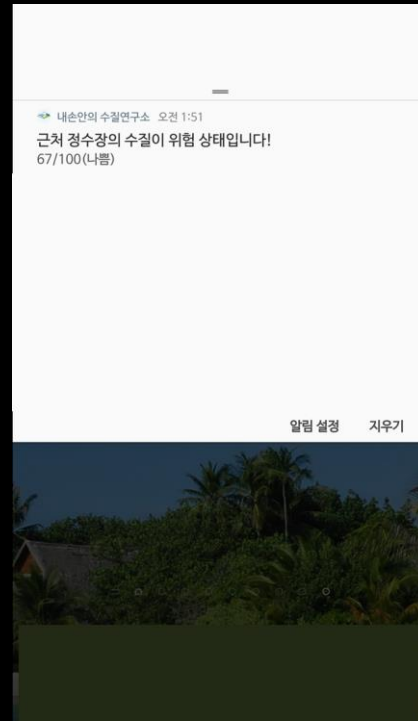 내손안의 수질연구소 오전 1:51
근처 정수장의 수질이 위험 상태입니다!
67/100(나쁨)
알림 설정 지우기